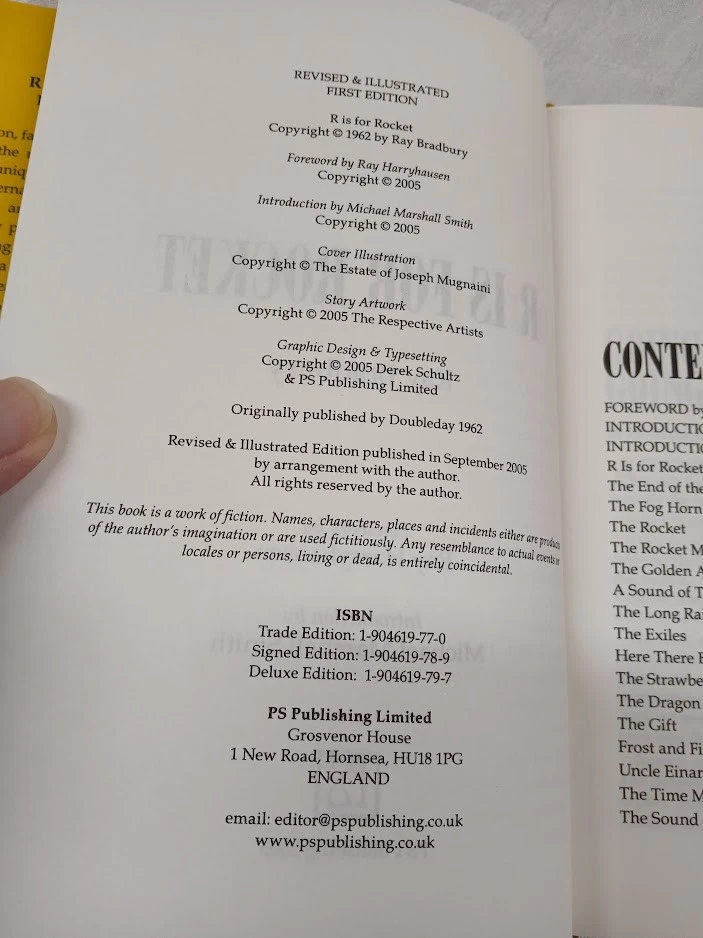 REVISED & ILLUSTRATED
FIRST EDITION
R is for Rocket
Copyright © 1962 by Ray Bradbury
Foreword by Ray Harryhausen
Copyright © 2005
Introduction by Michael Marshall Smith
Copyright © 2005
Cover Illustration
Copyright © The Estate of Joseph Mugnaini
Story Artwork
Copyright © 2005 The Respective Artists
Graphic Design & Typesetting
Copyright © 2005 Derek Schultz
& PS Publishing Limited
Originally published by Doubleday 1962
Revised & Illustrated Edition published in September 2005
by arrangement with the author.
All rights reserved by the author.
This book is a work of fiction. Names, characters, places and incidents either are products
of the author's imagination or are used fictitiously. Any resemblance to actual events or
locales or persons, living or dead, is entirely coincidental.
ISBN
Trade Edition: 1-904619-77-0
Signed Edition: 1-904619-78-9
Deluxe Edition: 1-904619-79-7
PS Publishing Limited
Grosvenor House
1 New Road, Hornsea, HU18 1PG
ENGLAND
email: editor@pspublishing.co.uk
www.pspublishing.co.uk
CONTE
FOREWORD by
INTRODUCTIO
INTRODUCTIO
R Is for Rocket
The End of the
The Fog Horn
The Rocket
The Rocket M
The Golden A
A Sound of T
The Long Rai
The Exiles
Here There
The Strawbe
The Dragon
The Gift
Frost and Fi
Uncle Einar
The Time M
The Sound